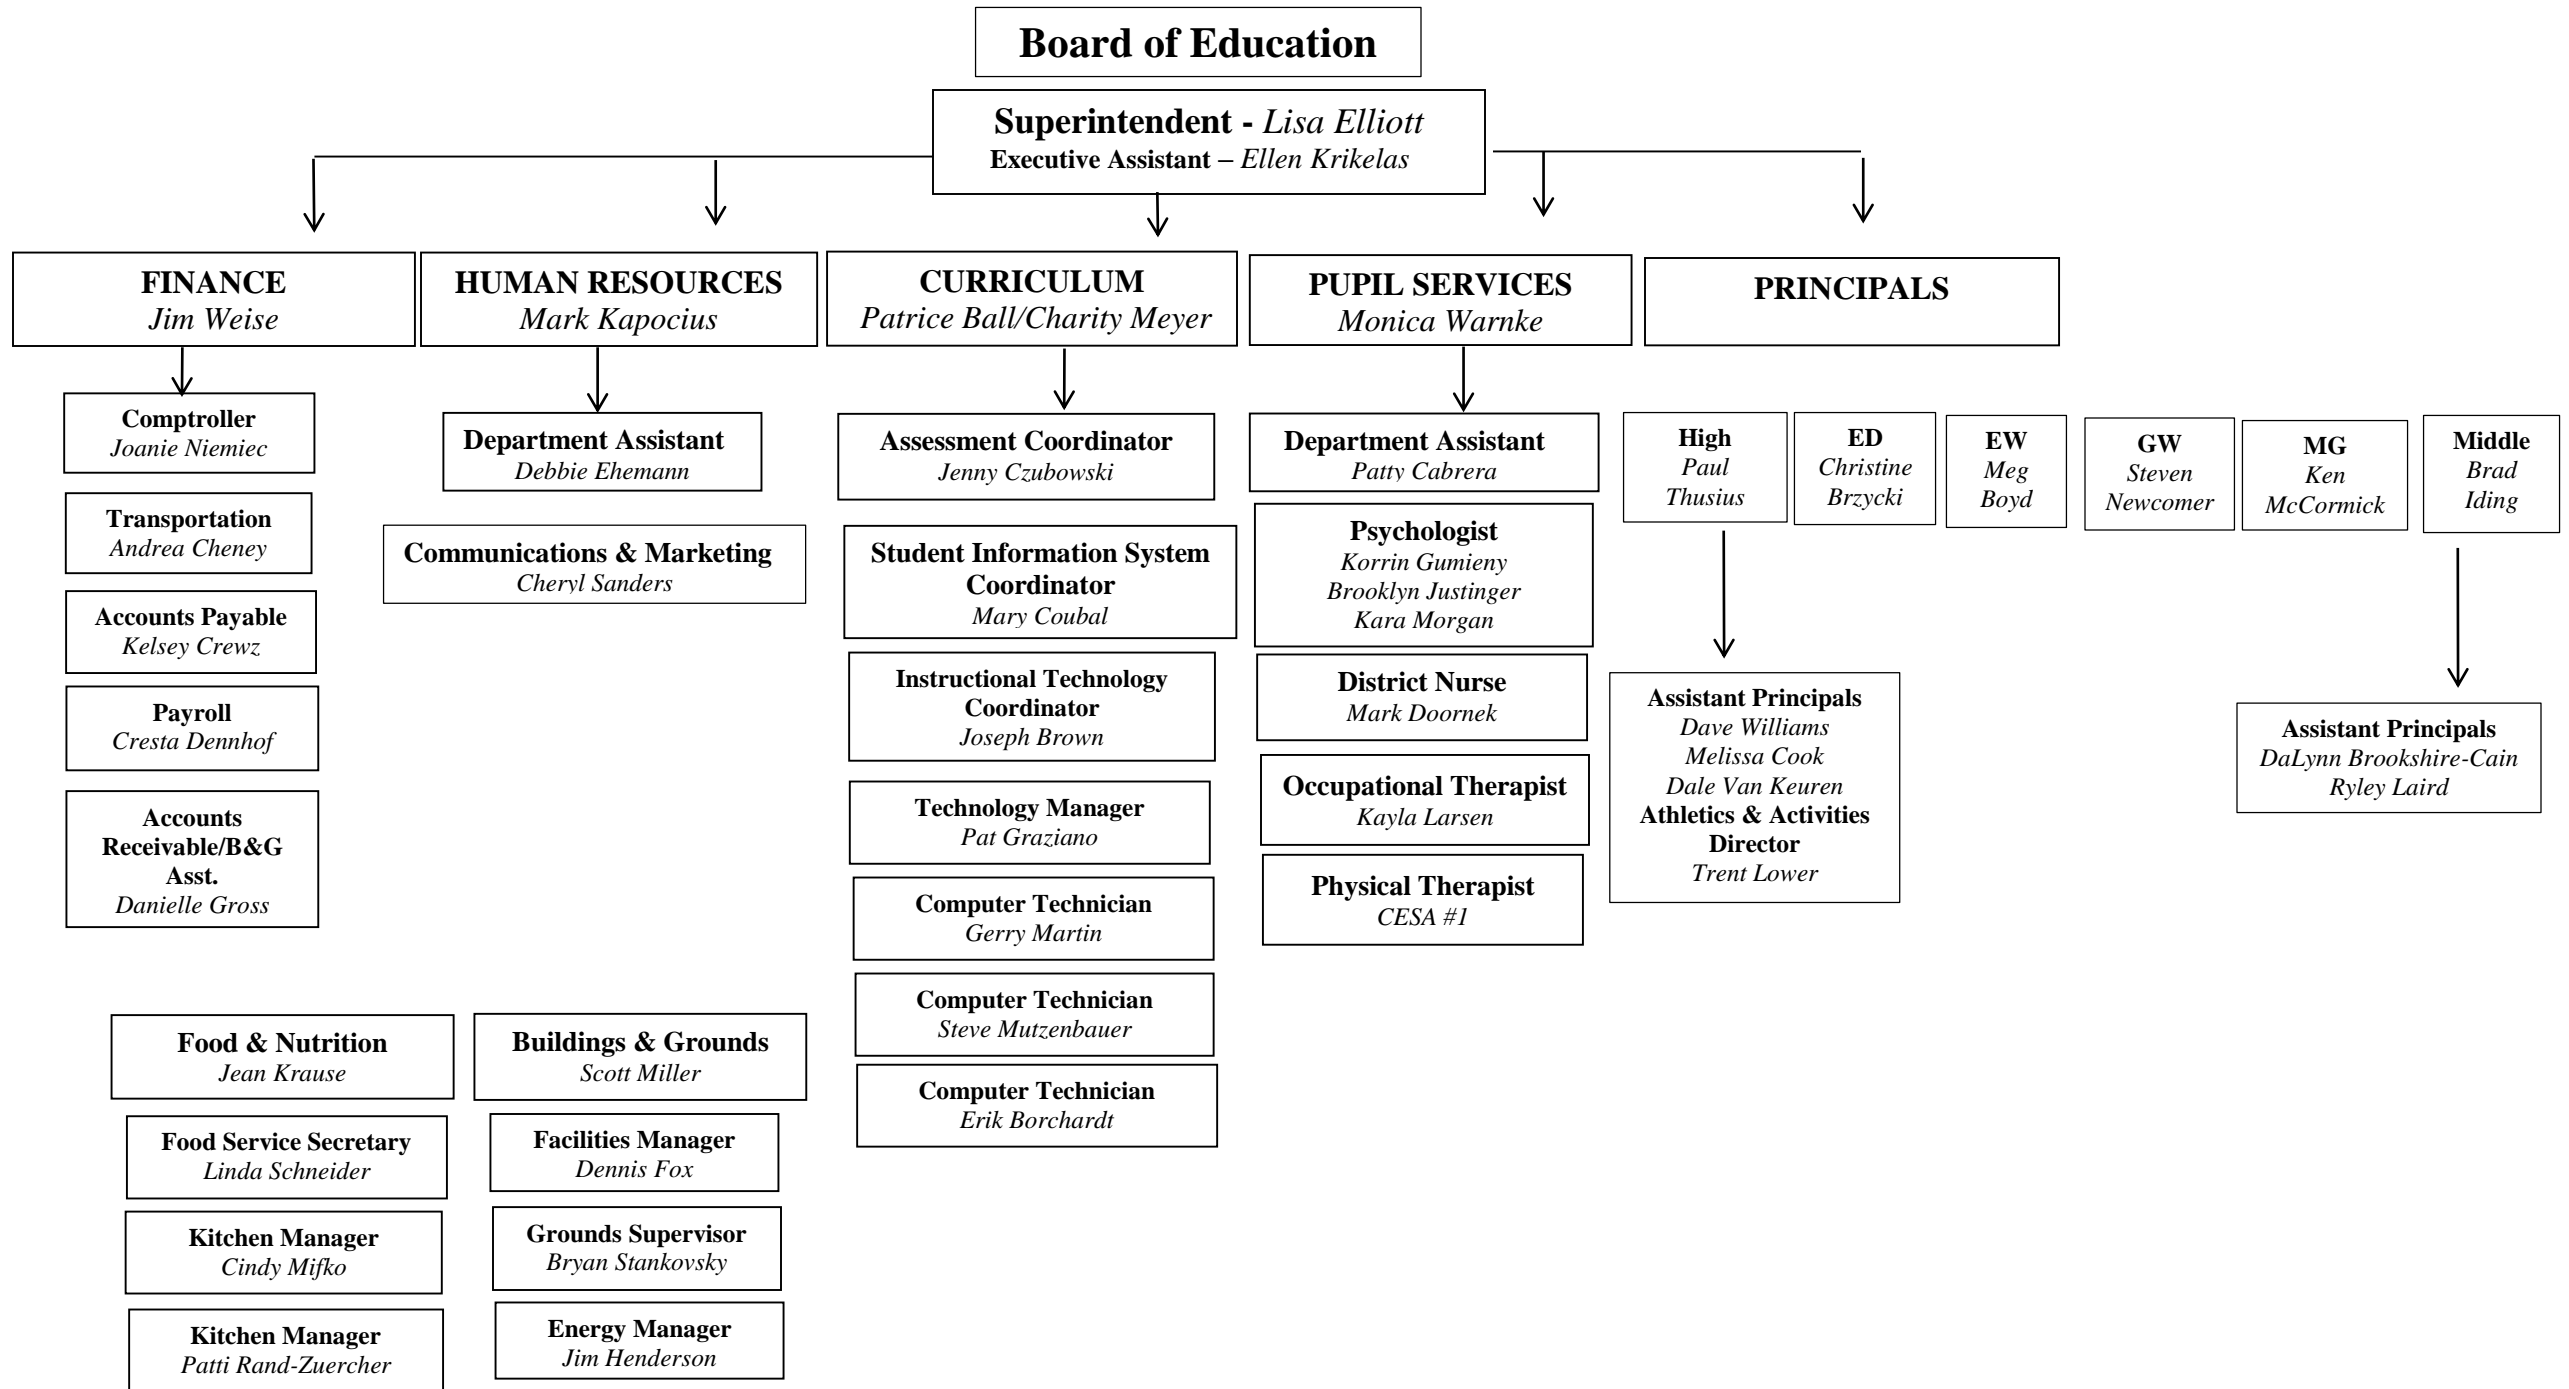 Board of Education
Superintendent - Lisa Elliott
Executive Assistant – Ellen Krikelas
FINANCE
Jim Weise
HUMAN RESOURCES
Mark Kapocius
CURRICULUM
Patrice Ball/Charity Meyer
PUPIL SERVICES
Monica Warnke
PRINCIPALS
Comptroller
Joanie Niemiec
Transportation
Andrea Cheney
Accounts Payable
Kelsey Crewz
Payroll
Cresta Dennhof
Accounts
Receivable/B&G
Asst.
Danielle Gross
Department Assistant
Debbie Ehemann
Communications & Marketing
Cheryl Sanders
Assessment Coordinator
Jenny Czubowski
Student Information System
Coordinator
Mary Coubal
Instructional Technology
Coordinator
Joseph Brown
Technology Manager
Pat Graziano
Computer Technician
Gerry Martin
Computer Technician
Steve Mutzenbauer
Computer Technician
Erik Borchardt
Department Assistant
Patty Cabrera
Psychologist
Korrin Gumieny
Brooklyn Justinger
Kara Morgan
District Nurse
Mark Doornek
Occupational Therapist
Kayla Larsen
Physical Therapist
CESA #1
High
Paul
Thusius
ED
Christine
Brzycki
EW
Meg
Boyd
GW
Steven
Newcomer
MG
Ken
McCormick
Middle
Brad
Iding
Assistant Principals
Dave Williams
Melissa Cook
Dale Van Keuren
Athletics & Activities
Director
Trent Lower
Assistant Principals
DaLynn Brookshire-Cain
Ryley Laird
Food & Nutrition
Jean Krause
Food Service Secretary
Linda Schneider
Kitchen Manager
Cindy Mifko
Kitchen Manager
Patti Rand-Zuercher
Buildings & Grounds
Scott Miller
Facilities Manager
Dennis Fox
Grounds Supervisor
Bryan Stankovsky
Energy Manager
Jim Henderson